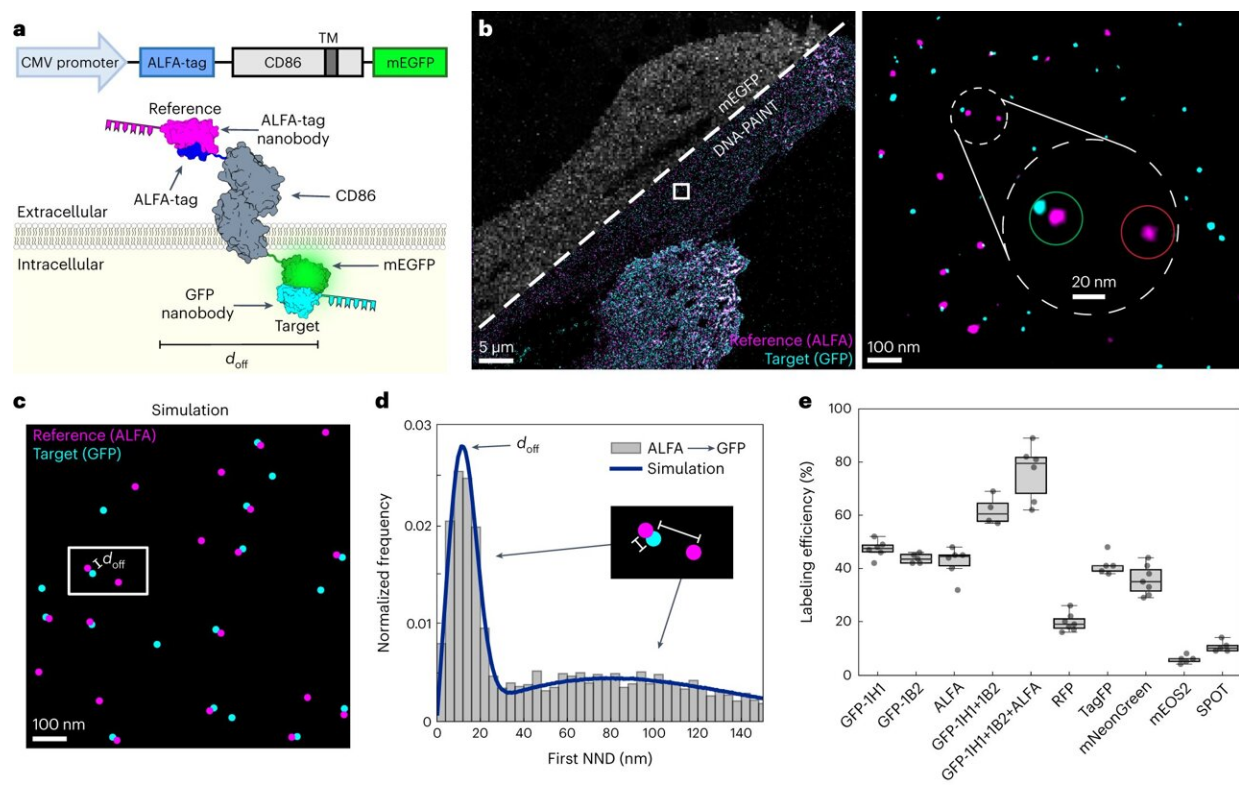 a
TM
CMV promoter
ALFA-tag
CD86
mEGFP
Reference
ALFA-tag
nanobody
ALFA-tag
CD86
Extracellular
Intracellular
mEGFP
GFP
nanobody
Target
doff
b
mEGFP
DNA-PAINT
5 μm
Reference (ALFA)
Target (GFP)
20 nm
100 nm
c
Simulation
Reference (ALFA)
Target (GFP)
doff
100 nm
d
0.03
0.02
0.01
0
Normalized frequency
doff
ALFA → GFP
Simulation
0 20 40 60 80 100 120 140
First NND (nm)
e
100
80
60
40
20
0
Labeling efficiency (%)
GFP-1H1
GFP-1B2
ALFA
GFP-1H1+1B2
GFP-1H1+1B2+ALFA
RFP
TagFP
mNeonGreen
mEOS2
SPOT